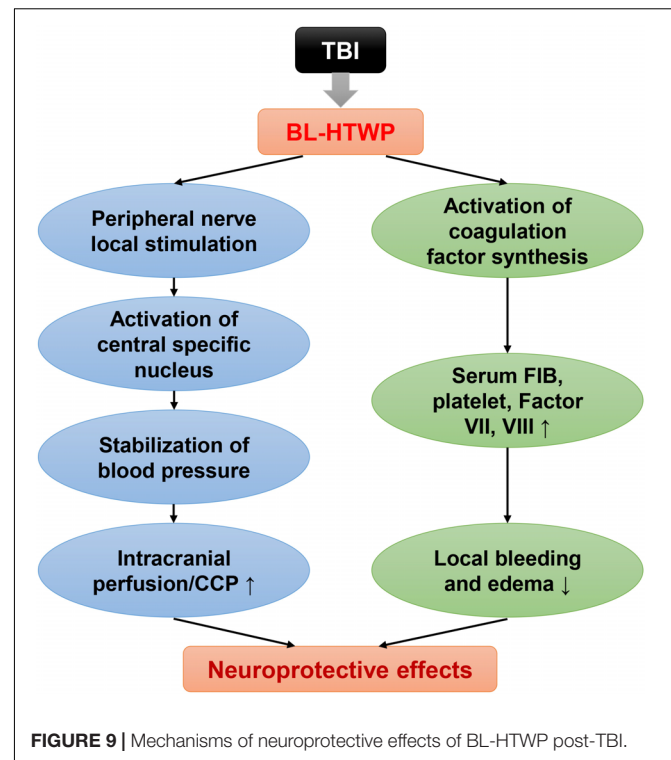 TBI
BL-HTWP
Peripheral nerve
local stimulation
Activation of
central specific
nucleus
Stabilization of
blood pressure
Intracranial
perfusion/CCP ↑
Activation of
coagulation
factor synthesis
Serum FIB,
platelet, Factor
VII, VIII ↑
Local bleeding
and edema ↓
Neuroprotective effects
FIGURE 9 | Mechanisms of neuroprotective effects of BL-HTWP post-TBI.